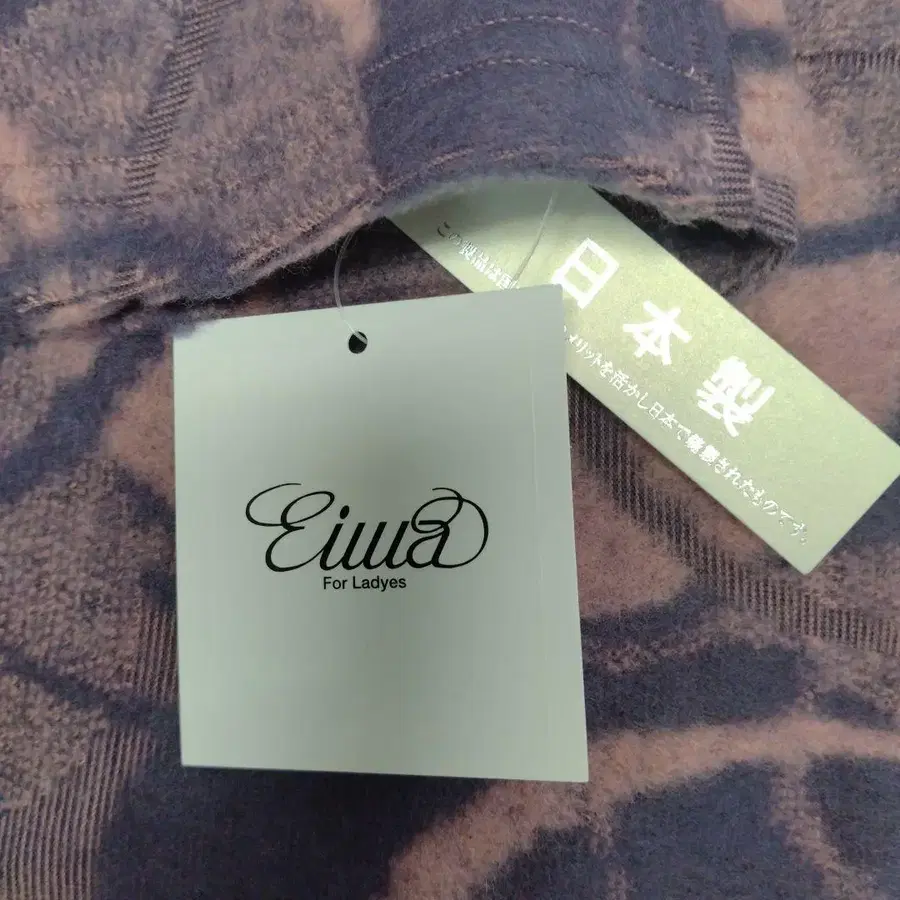 Eiwa
For Ladyes
日本製
この製品は
メリットを活かし日本で縫製されたものです。